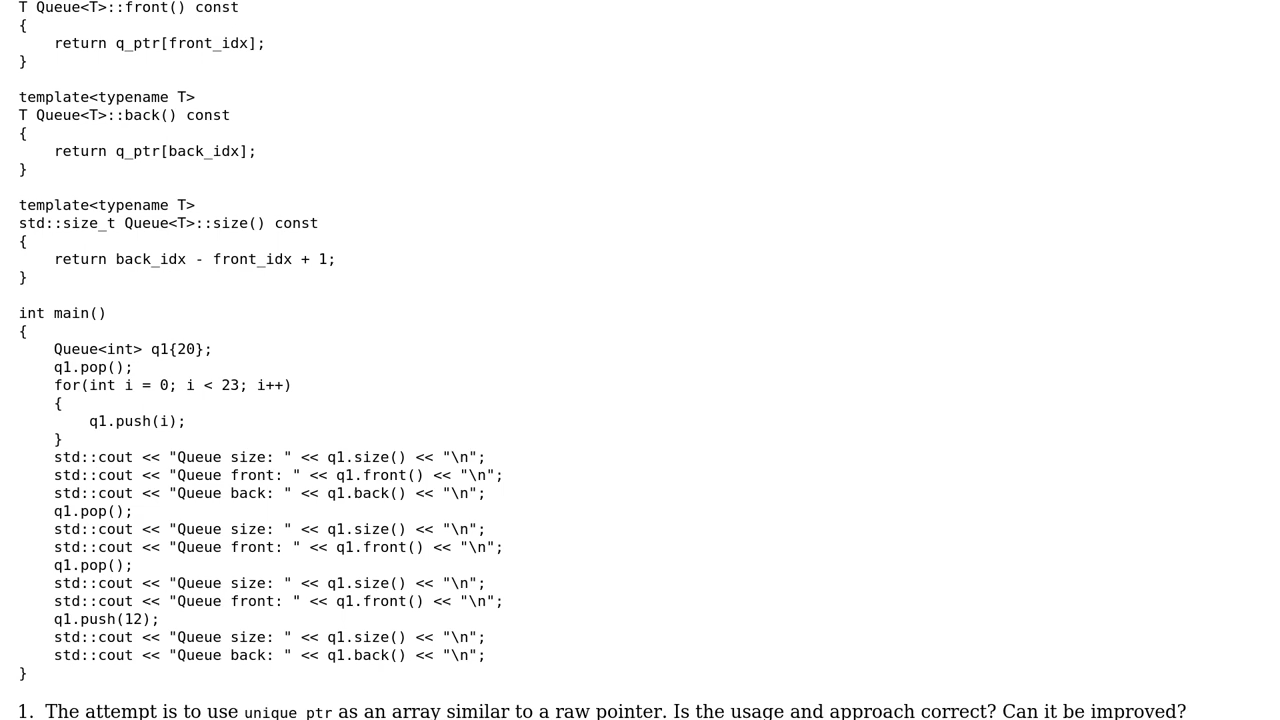 T Queue<T>::front() const
{
    return q_ptr[front_idx];
}

template<typename T>
T Queue<T>::back() const
{
    return q_ptr[back_idx];
}

template<typename T>
std::size_t Queue<T>::size() const
{
    return back_idx - front_idx + 1;
}

int main()
{
    Queue<int> q1{20};
    q1.pop();
    for(int i = 0; i < 23; i++)
    {
        q1.push(i);
    }
    std::cout << "Queue size: " << q1.size() << "\n";
    std::cout << "Queue front: " << q1.front() << "\n";
    std::cout << "Queue back: " << q1.back() << "\n";
    q1.pop();
    std::cout << "Queue size: " << q1.size() << "\n";
    std::cout << "Queue front: " << q1.front() << "\n";
    q1.pop();
    std::cout << "Queue size: " << q1.size() << "\n";
    std::cout << "Queue front: " << q1.front() << "\n";
    q1.push(12);
    std::cout << "Queue size: " << q1.size() << "\n";
    std::cout << "Queue back: " << q1.back() << "\n";
}

1. The attempt is to use unique_ptr as an array similar to a raw pointer. Is the usage and approach correct? Can it be improved?